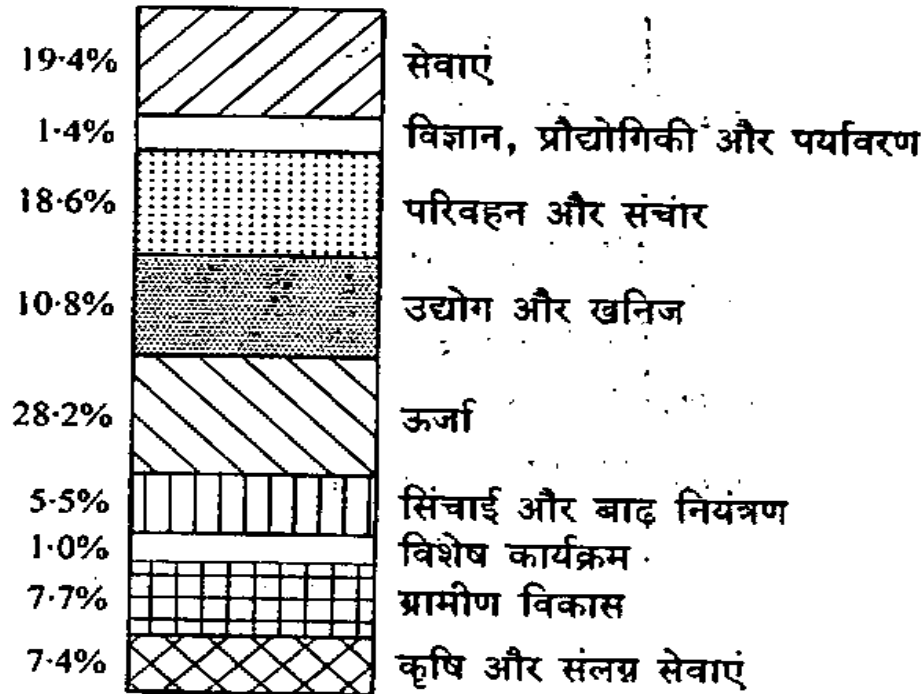 19·4% सेवाएं
1·4% विज्ञान, प्रौद्योगिकी और पर्यावरण
18·6% परिवहन और संचार
10·8% उद्योग और खनिज
28·2% ऊर्जा
5·5% सिंचाई और बाढ़ नियंत्रण
1·0% विशेष कार्यक्रम
7·7% ग्रामीण विकास
7·4% कृषि और संलग्न सेवाएं